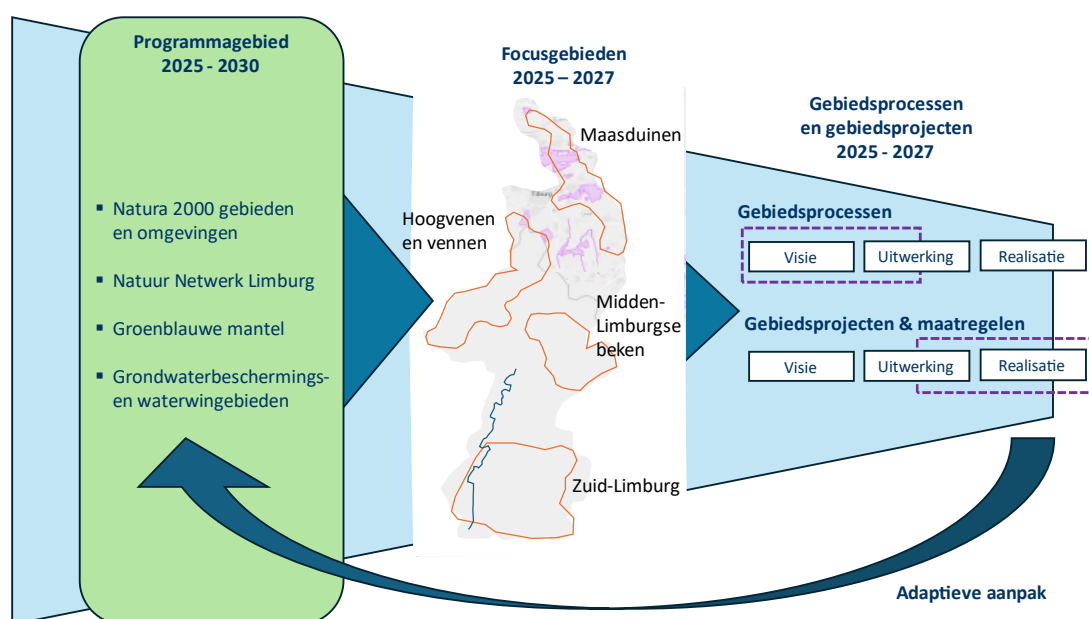 Programmagebied
2025 - 2030
▪ Natura 2000 gebieden
en omgevingen
▪ Natuur Netwerk Limburg
▪ Groenblauwe mantel
▪ Grondwaterbeschermings-
en waterwingebieden
Focusgebieden
2025 – 2027
Maasduinen
Hoogvenen
en vennen
Midden-
Limburgse
beken
Zuid-Limburg
Gebiedsprocessen
en gebiedsprojecten
2025 - 2027
Gebiedsprocessen
Visie
Uitwerking
Realisatie
Gebiedsprojecten & maatregelen
Visie
Uitwerking
Realisatie
Adaptieve aanpak